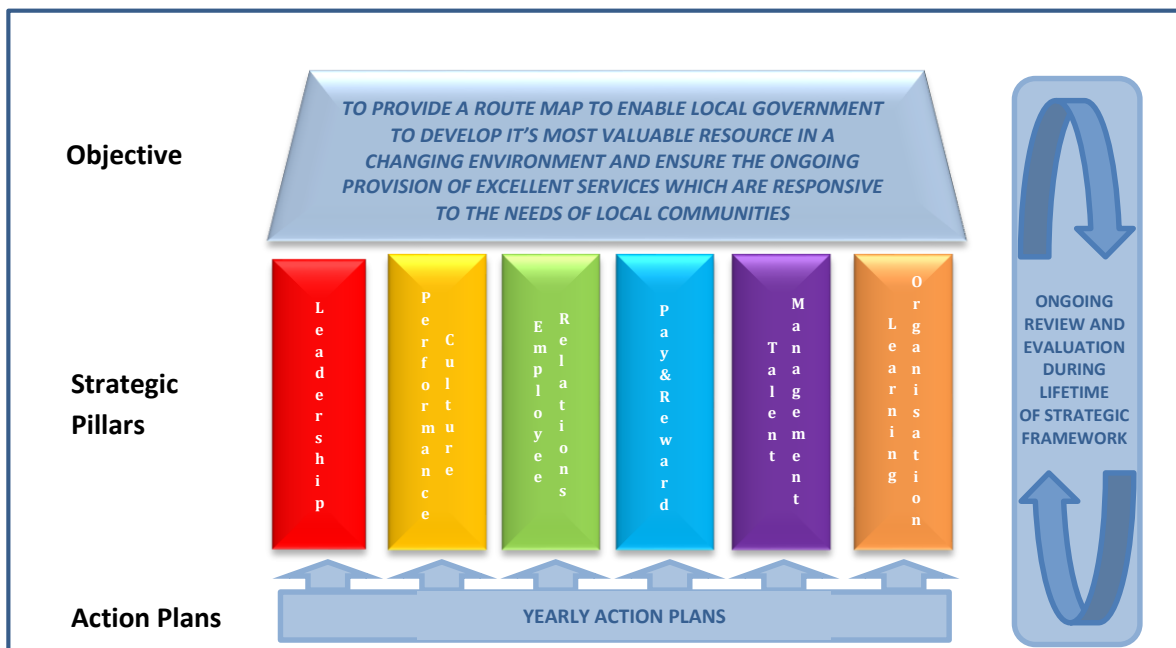 Objective
TO PROVIDE A ROUTE MAP TO ENABLE LOCAL GOVERNMENT
TO DEVELOP IT'S MOST VALUABLE RESOURCE IN A
CHANGING ENVIRONMENT AND ENSURE THE ONGOING
PROVISION OF EXCELLENT SERVICES WHICH ARE RESPONSIVE
TO THE NEEDS OF LOCAL COMMUNITIES
Strategic
Pillars
Leadership
Performance
Culture
Employee
Relations
Pay&Reward
Talent
Management
Learning
Organisation
ONGOING
REVIEW AND
EVALUATION
DURING
LIFETIME
OF STRATEGIC
FRAMEWORK
Action Plans
YEARLY ACTION PLANS